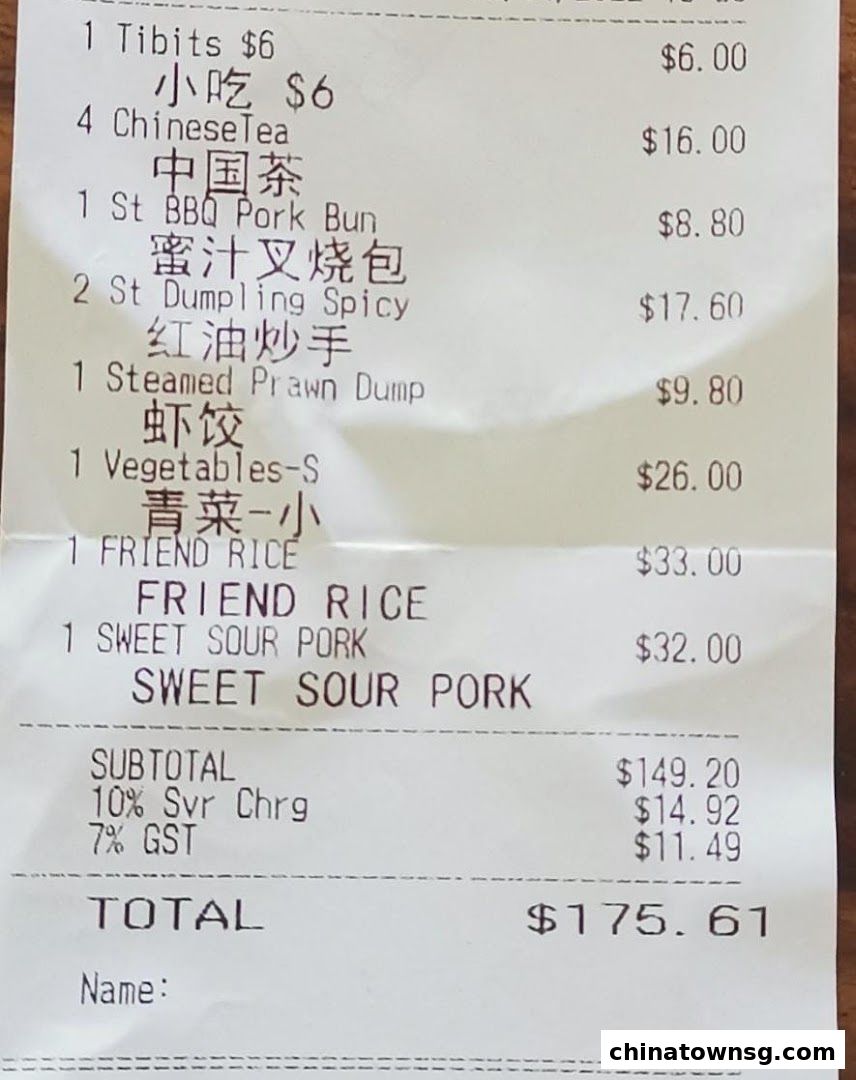 1 Tibits $6 $6.00
小吃 $6
4 ChineseTea $16.00
中国茶
1 St BBQ Pork Bun $8.80
蜜汁叉烧包
2 St Dumpling Spicy $17.60
红油炒手
1 Steamed Prawn Dump $9.80
虾饺
1 Vegetables-S $26.00
青菜-小
1 FRIEND RICE $33.00
FRIEND RICE
1 SWEET SOUR PORK $32.00
SWEET SOUR PORK
SUBTOTAL $149.20
10% Svr Chrg $14.92
7% GST $11.49
TOTAL $175.61
Name:
chinatownsg.com